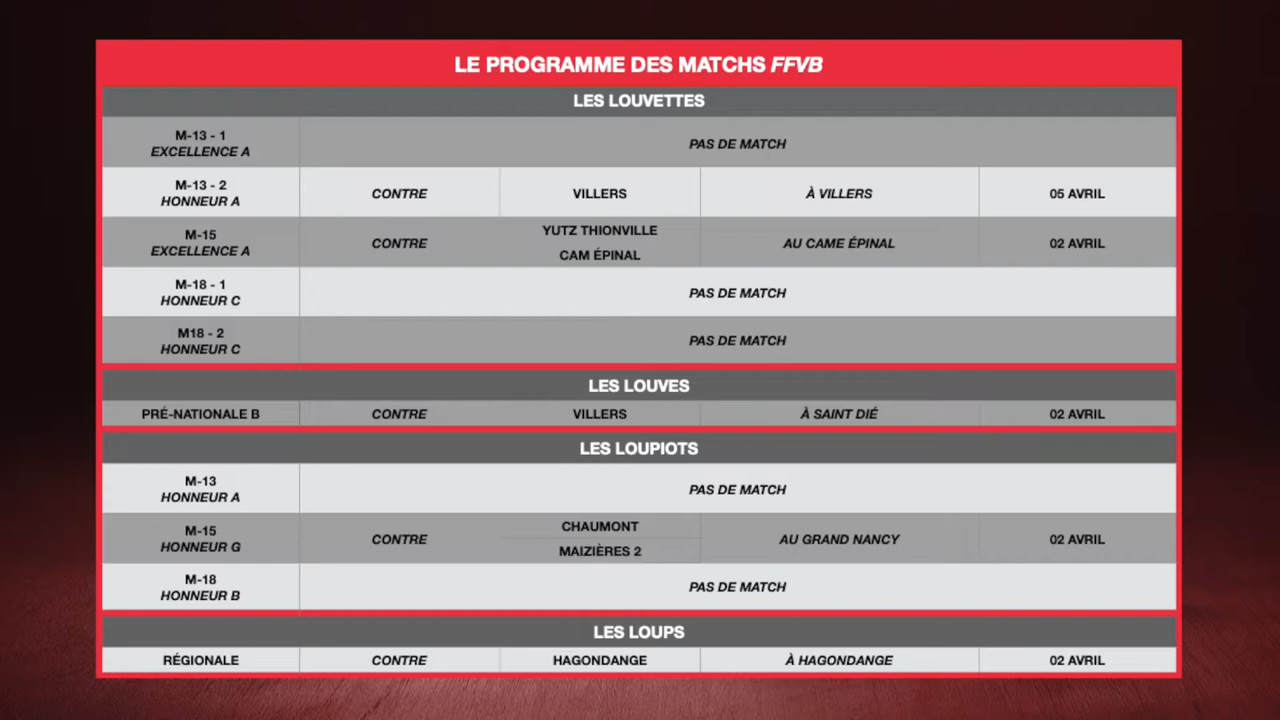 LE PROGRAMME DES MATCHS FFVB
LES LOUVETTES
M-13 - 1
EXCELLENCE A
PAS DE MATCH
M-13 - 2
HONNEUR A
CONTRE
VILLERS
À VILLERS
05 AVRIL
M-15
EXCELLENCE A
CONTRE
YUTZ THIONVILLE
CAM ÉPINAL
AU CAME ÉPINAL
02 AVRIL
M-18 - 1
HONNEUR C
PAS DE MATCH
M18 - 2
HONNEUR C
PAS DE MATCH
LES LOUVES
PRÉ-NATIONALE B
CONTRE
VILLERS
À SAINT DIÉ
02 AVRIL
LES LOUPIOTS
M-13
HONNEUR A
PAS DE MATCH
M-15
HONNEUR G
CONTRE
CHAUMONT
MAIZIÈRES 2
AU GRAND NANCY
02 AVRIL
M-18
HONNEUR B
PAS DE MATCH
LES LOUPS
RÉGIONALE
CONTRE
HAGONDANGE
À HAGONDANGE
02 AVRIL